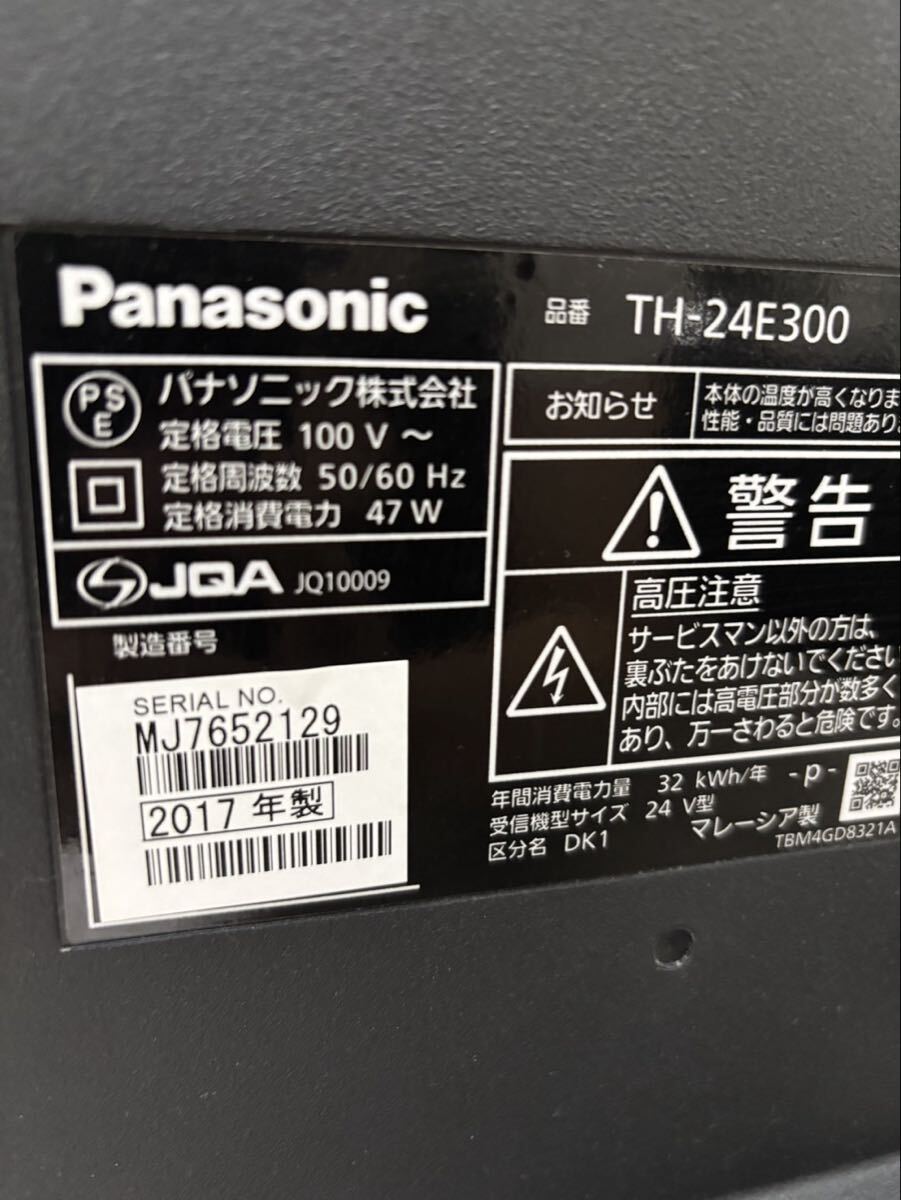 Panasonic
品番 TH-24E300
PSE
パナソニック株式会社
定格電圧 100 V ～
定格周波数 50/60 Hz
定格消費電力 47 W
JQA JQ10009
製造番号
SERIAL NO.
MJ7652129
2017 年製
お知らせ
本体の温度が高くなりま
性能・品質には問題あり
警告
高圧注意
サービスマン以外の方は、
裏ぶたをあけないでください
内部には高電圧部分が数多く
あり、万一さわると危険です。
年間消費電力量 32 kWh/年 -p-
受信機型サイズ 24 V型
区分名 DK1
マレーシア製
TBM4GD8321A